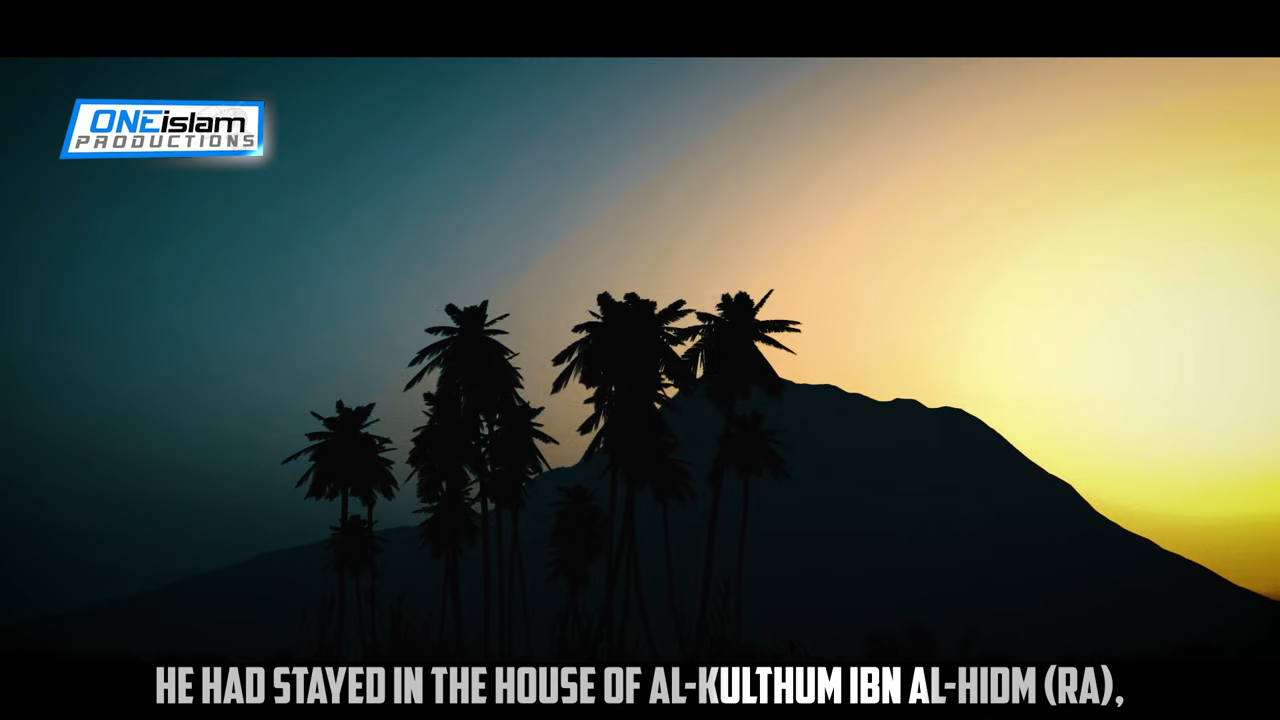 ONEislam
PRODUCTIONS
HE HAD STAYED IN THE HOUSE OF AL-KULTHUM IBN AL-HIDM (RA),